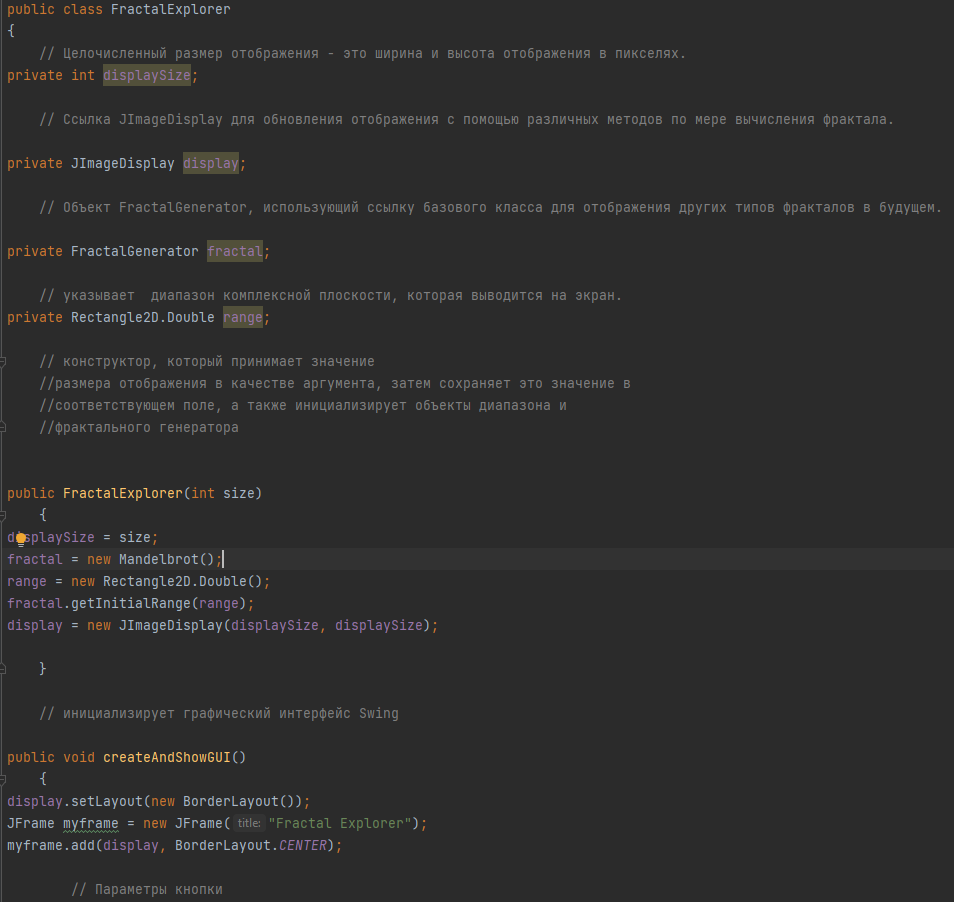 public class FractalExplorer
{
// Целочисленный размер отображения - это ширина и высота отображения в пикселях.
private int displaySize;
// Ссылка JImageDisplay для обновления отображения с помощью различных методов по мере вычисления фрактала.
private JImageDisplay display;
// Объект FractalGenerator, использующий ссылку базового класса для отображения других типов фракталов в будущем.
private FractalGenerator fractal;
// указывает  диапазон комплексной плоскости, которая выводится на экран.
private Rectangle2D.Double range;
// конструктор, который принимает значение
//размера отображения в качестве аргумента, затем сохраняет это значение в
//соответствующем поле, а также инициализирует объекты диапазона и
//фрактального генератора
public FractalExplorer(int size)
{
displaySize = size;
fractal = new Mandelbrot();
range = new Rectangle2D.Double();
fractal.getInitialRange(range);
display = new JImageDisplay(displaySize, displaySize);
}
// инициализирует графический интерфейс Swing
public void createAndShowGUI()
{
display.setLayout(new BorderLayout());
JFrame myframe = new JFrame( title: "Fractal Explorer");
myframe.add(display, BorderLayout.CENTER);
// Параметры кнопки